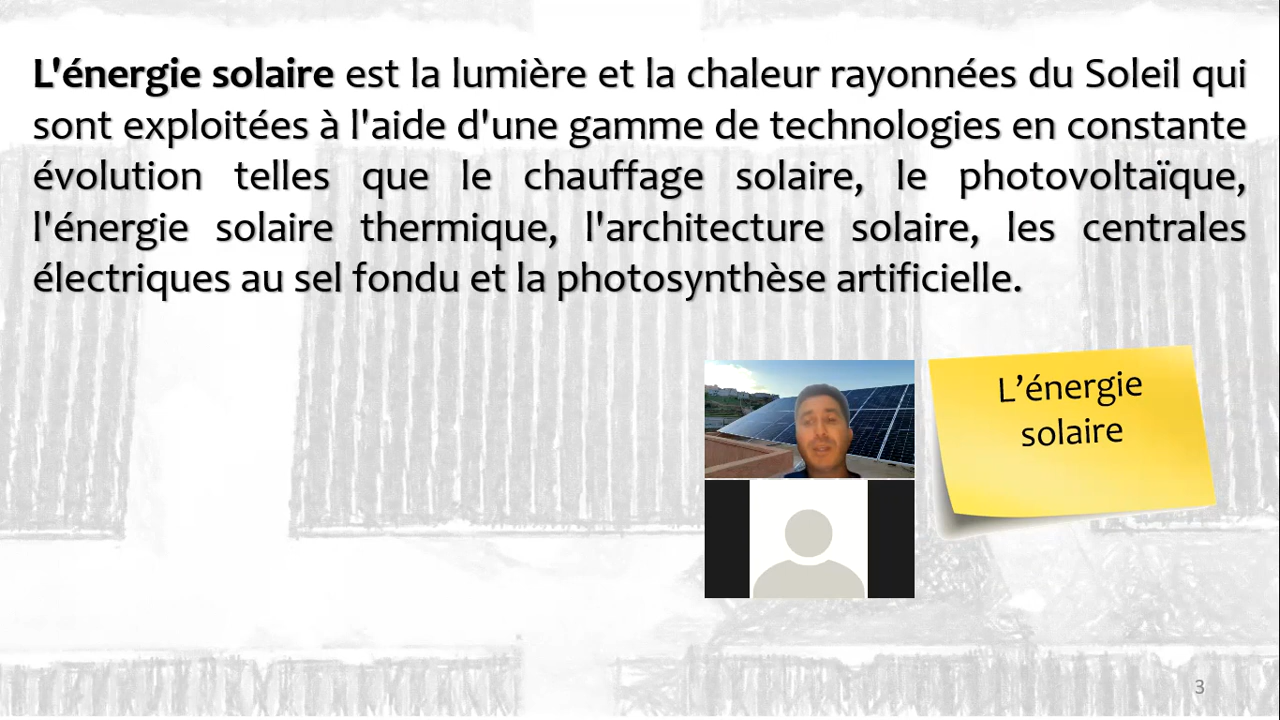 L'énergie solaire est la lumière et la chaleur rayonnées du Soleil qui
sont exploitées à l'aide d'une gamme de technologies en constante
évolution telles que le chauffage solaire, le photovoltaïque,
l'énergie solaire thermique, l'architecture solaire, les centrales
électriques au sel fondu et la photosynthèse artificielle.
L’énergie
solaire
3